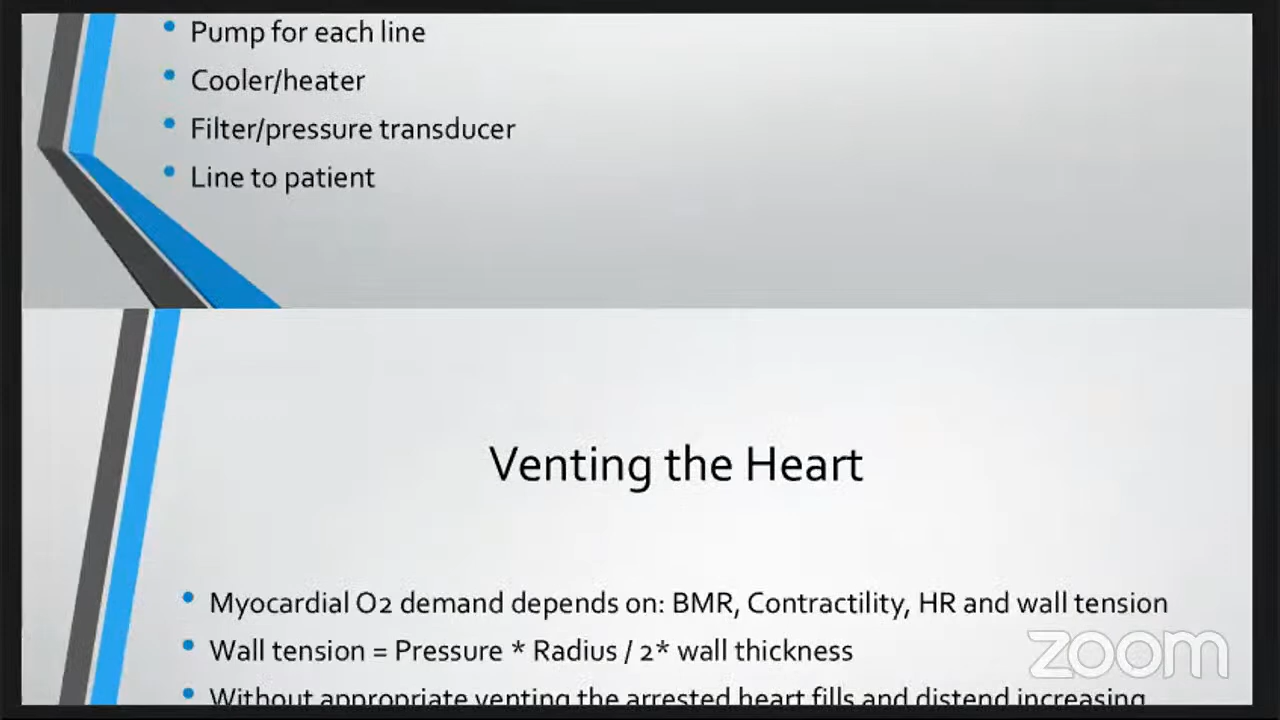 Pump for each line
Cooler/heater
Filter/pressure transducer
Line to patient
Venting the Heart
Myocardial O2 demand depends on: BMR, Contractility, HR and wall tension
Wall tension = Pressure * Radius / 2* wall thickness
Without appropriate venting the arrested heart fills and distend increasing
zoom